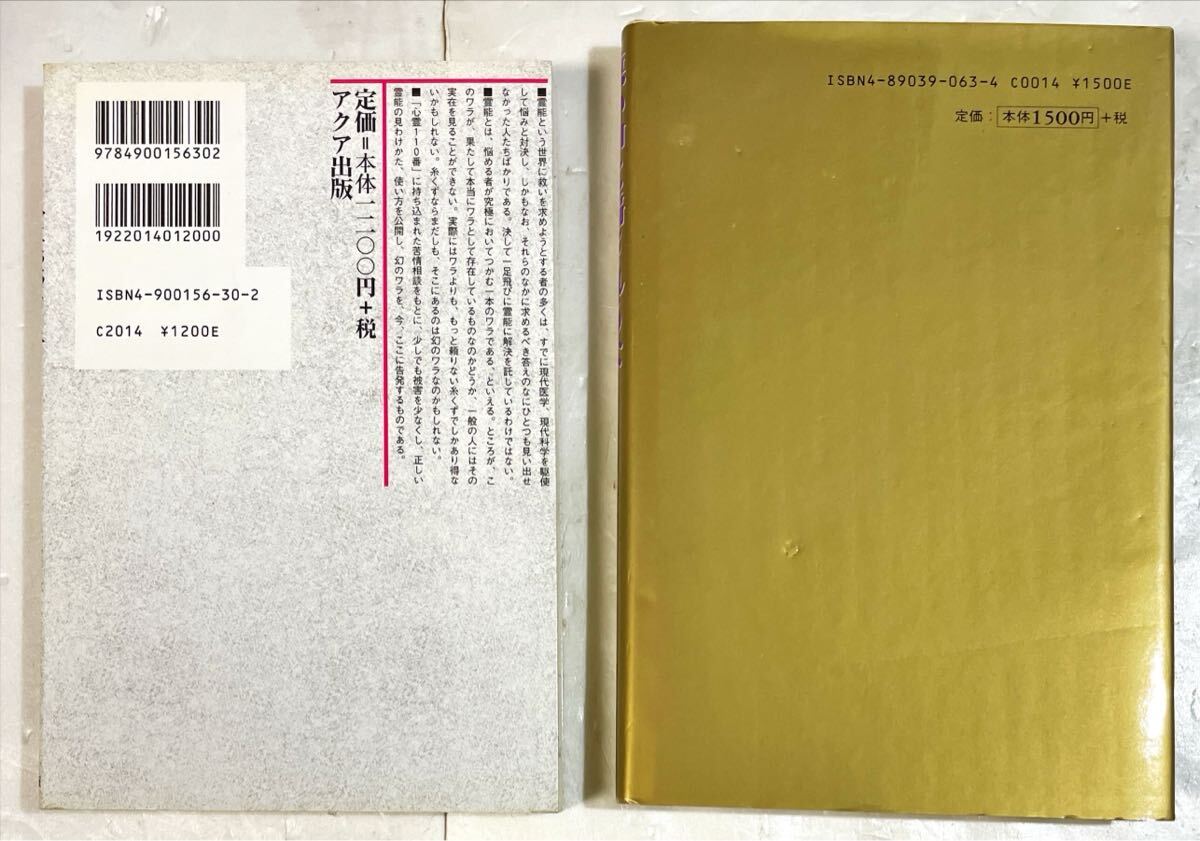 9784900156302
1922014012000
ISBN4-900156-30-2
C2014 ¥1200E
■霊能という世界に救いを求めようとする者の多くは、すでに現代医学、現代科学を駆使
して悩みと対決し、しかもなお、それらのなかに求めるべき答えのなにひとつも見い出せ
なかった人たちばかりである。決して一足飛びに霊能に解決を託しているわけではない。
■霊能とは、悩める者が究極においてつかむ一本のワラである、といえる。ところが、こ
のワラが、果たして本当にワラとして存在しているものなのかどうか、一般の人にはその
実在を見ることができない。実際にはワラよりも、もっと頼りない糸くずでしかあり得な
いかもしれない。糸くずならまだしも、そこにあるのは幻のワラなのかもしれない。
■「心霊110番」に持ち込まれた苦情相談をもとに、少しでも被害を少なくし、正しい
霊能の見わけかた、使い方を公開し、幻のワラを、今、ここに告発するものである。
定価＝本体一二〇〇円＋税
アクア出版
ISBN4-89039-063-4 C0014 ¥1500E
定価：本体1500円＋税